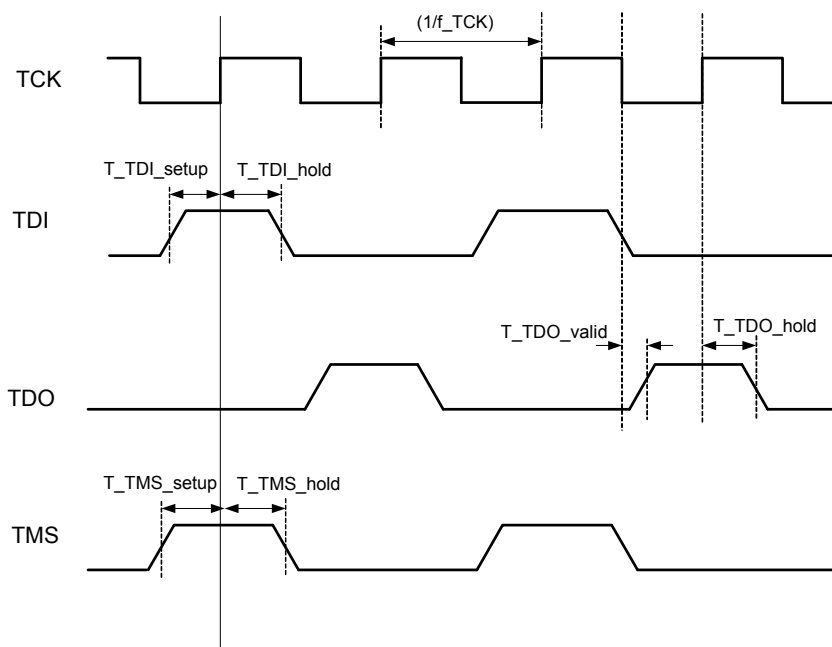 (1/f_TCK)
TCK
T_TDI_setup
T_TDI_hold
TDI
T_TDO_valid
T_TDO_hold
TDO
T_TMS_setup
T_TMS_hold
TMS